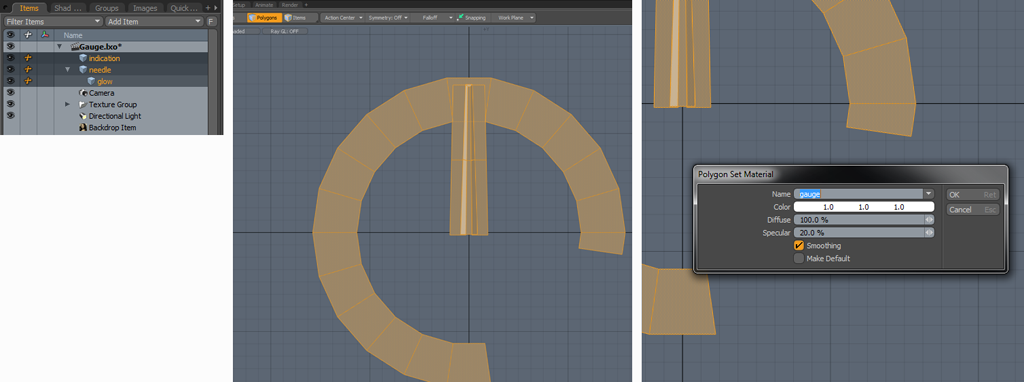 Items Shad ... Groups Images Quick ... +
Filter Items Add Item F
Name
Gauge.lxo*
indication
needle
glow
Camera
Texture Group
Directional Light
Backdrop Item
Setup Animate Render
Polygons Items Action Center Symmetry: Off Falloff Snapping Work Plane
Ray GL: OFF
Polygon Set Material
Name gauge OK Ret
Color 1.0 1.0 1.0
Cancel Esc
Diffuse 100.0 %
Specular 20.0 %
Smoothing
Make Default